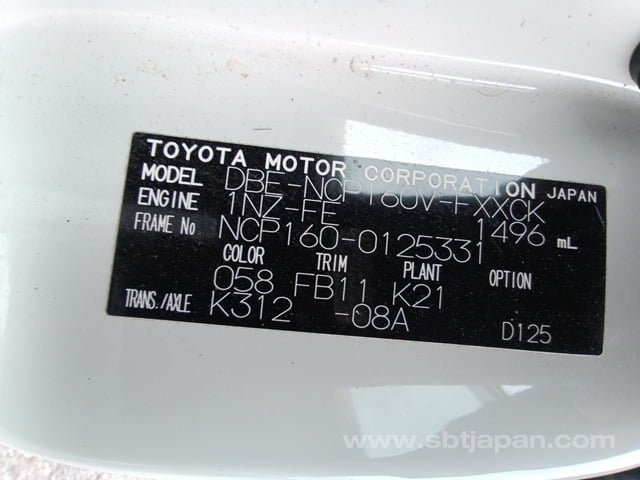 TOYOTA MOTOR CORPORATION JAPAN
MODEL DBE-NCP160V-FXXCK
ENGINE 1NZ-FE 1496 mL
FRAME No NCP160-0125331
COLOR TRIM PLANT OPTION
058 FB11 K21
TRANS./AXLE K312 -08A D125
www.sbtjapan.com